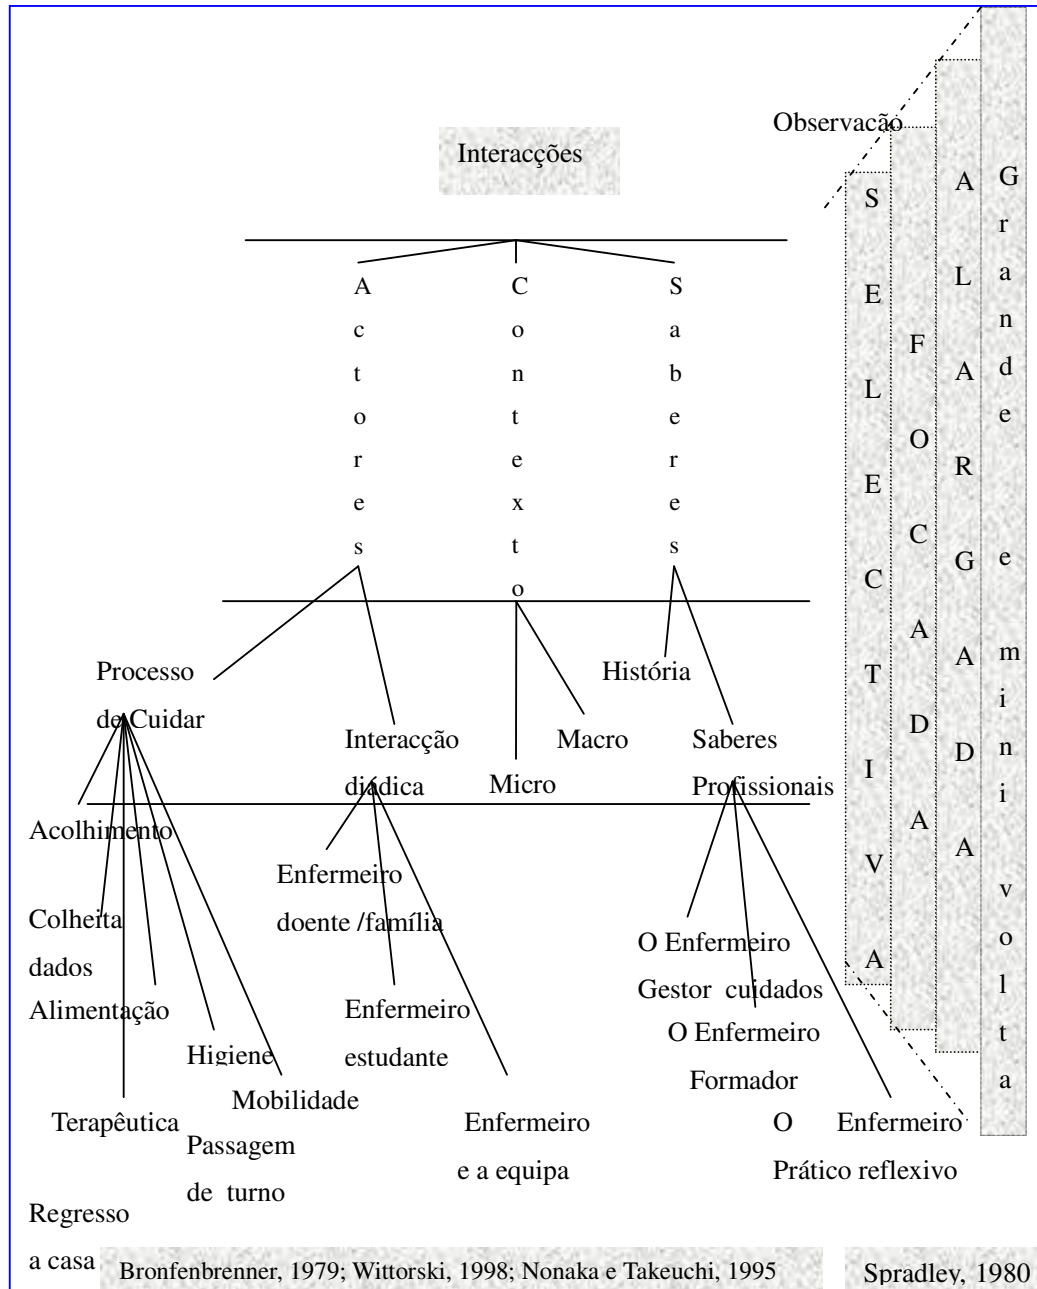 Observação
Interacções
Actores
Contexto
Saberes
SELECTIVA
FOCADA
ALARGADA
Grande e mini volta
Processo
de Cuidar
História
Interacção
diádica
Micro
Macro
Saberes
Profissionais
Acolhimento
Colheita
dados
Alimentação
Higiene
Mobilidade
Terapêutica
Passagem
de turno
Regresso
a casa
Enfermeiro
doente /família
Enfermeiro
estudante
Enfermeiro
e a equipa
O Enfermeiro
Gestor cuidados
O Enfermeiro
Formador
O Enfermeiro
Prático reflexivo
Bronfenbrenner, 1979; Wittorski, 1998; Nonaka e Takeuchi, 1995
Spradley, 1980